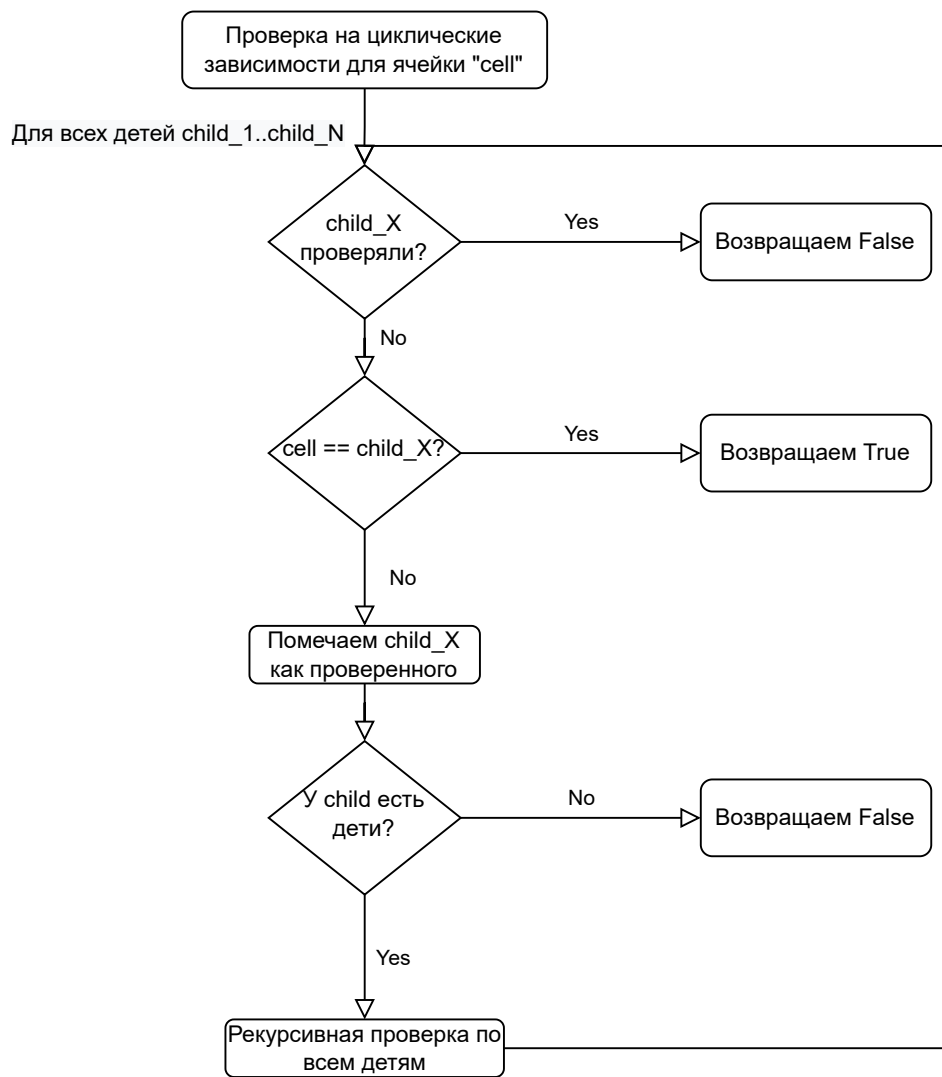 Проверка на циклические
зависимости для ячейки "cell"
Для всех детей child_1..child_N
child_X
проверяли?
Yes
Возвращаем False
No
cell == child_X?
Yes
Возвращаем True
No
Помечаем child_X
как проверенного
У child есть
дети?
No
Возвращаем False
Yes
Рекурсивная проверка по
всем детям